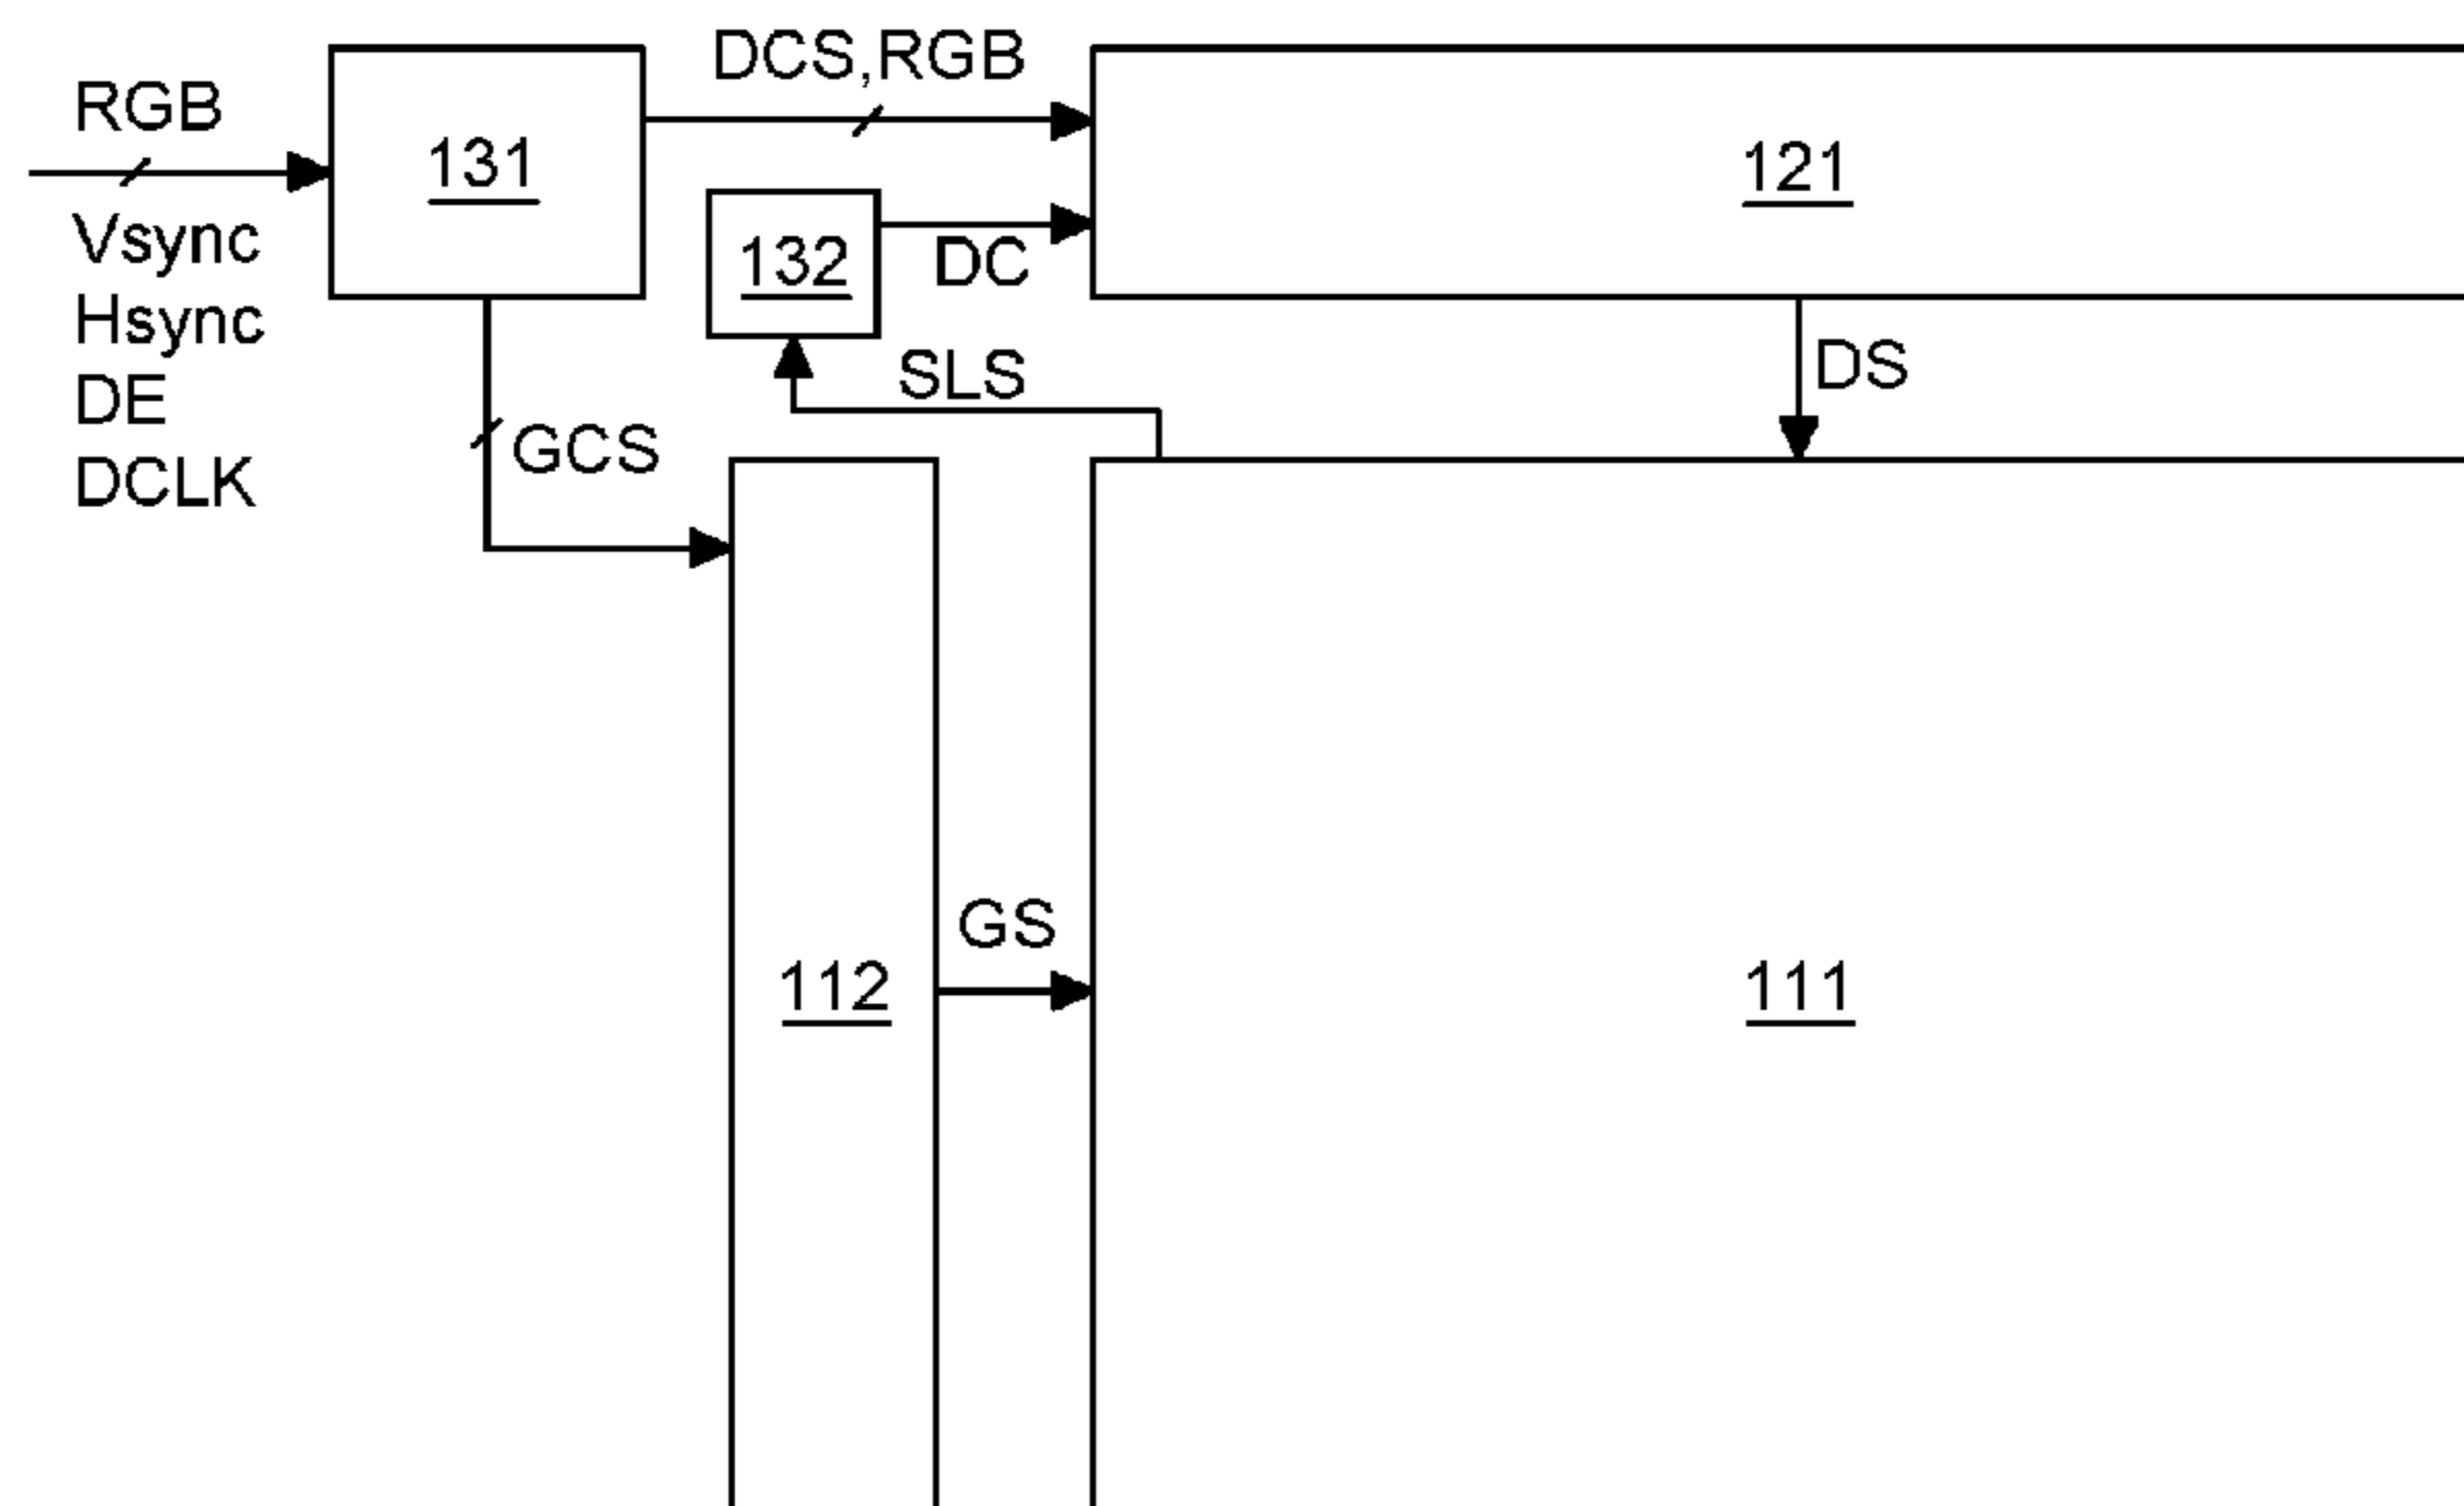 DCS,RGB
RGB
131
121
Vsync
132
DC
Hsync
SLS
DS
DE
GCS
DCLK
GS
112
111